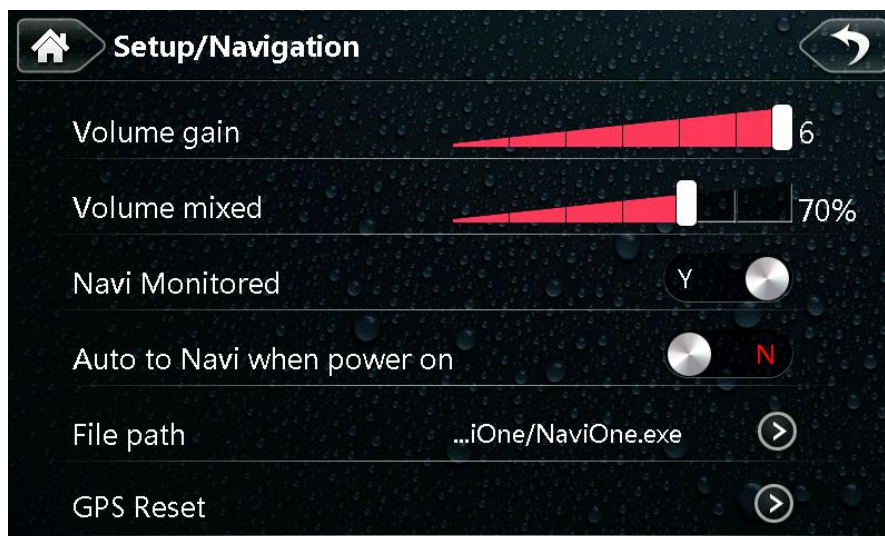 Setup/Navigation
Volume gain 6
Volume mixed 70%
Navi Monitored Y
Auto to Navi when power on N
File path ...iOne/NaviOne.exe
GPS Reset